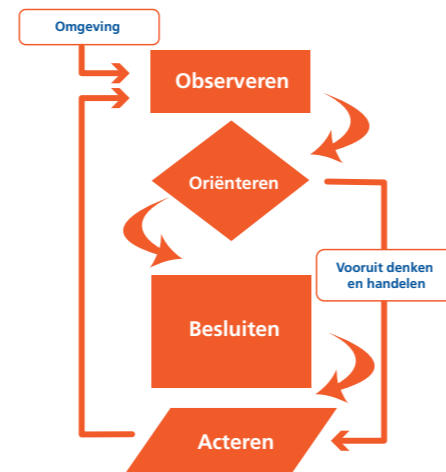 Omgeving
Observeren
Oriënteren
Vooruit denken
en handelen
Besluiten
Acteren